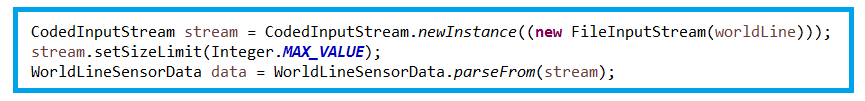 CodedInputStream stream = CodedInputStream.newInstance((new FileInputStream(worldLine)));
stream.setSizeLimit(Integer.MAX_VALUE);
WorldLineSensorData data = WorldLineSensorData.parseFrom(stream);